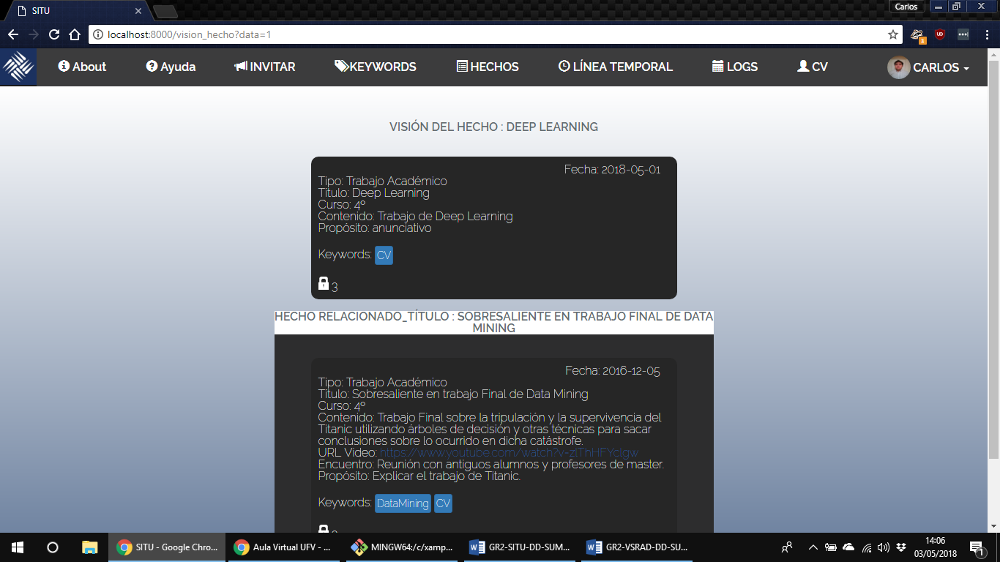 SITU
Carlos
localhost:8000/vision_hecho?data=1
3
About
Ayuda
INVITAR
KEYWORDS
HECHOS
LÍNEA TEMPORAL
LOGS
CV
CARLOS
VISIÓN DEL HECHO : DEEP LEARNING
Fecha: 2018-05-01
Tipo: Trabajo Académico
Título: Deep Learning
Curso: 4º
Contenido: Trabajo de Deep Learning
Propósito: anunciativo
Keywords: CV
3
HECHO RELACIONADO_TÍTULO : SOBRESALIENTE EN TRABAJO FINAL DE DATA
MINING
Fecha: 2016-12-05
Tipo: Trabajo Académico
Título: Sobresaliente en trabajo Final de Data Mining
Curso: 4º
Contenido: Trabajo Final sobre la tripulación y la supervivencia del
Titanic utilizando árboles de decisión y otras técnicas para sacar
conclusiones sobre lo ocurrido en dicha catástrofe.
URL Video: https://www.youtube.com/watch?v=zlThHFYclgw
Encuentro: Reunión con antiguos alumnos y profesores de master.
Propósito: Explicar el trabajo de Titanic.
Keywords: DataMining CV
SITU - Google Chro...
Aula Virtual UFV - ...
MINGW64:/c/xamp...
GR2-SITU-DD-SUM...
GR2-VSRAD-DD-SU...
14:06
03/05/2018
1